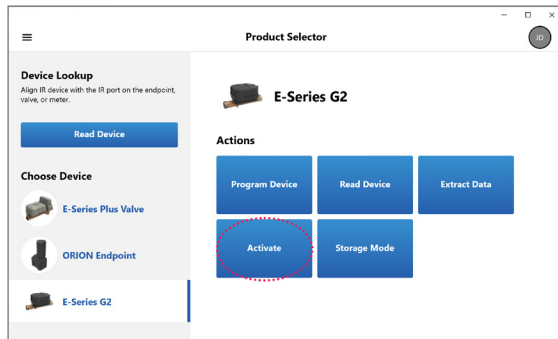 Product Selector
JD
Device Lookup
Align IR device with the IR port on the endpoint,
valve, or meter.
Read Device
Choose Device
E-Series Plus Valve
ORION Endpoint
E-Series G2
E-Series G2
Actions
Program Device
Read Device
Extract Data
Activate
Storage Mode